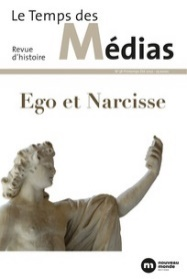 Le Temps des
Médias
Revue
d'histoire
Ego et Narcisse
nouveau
monde